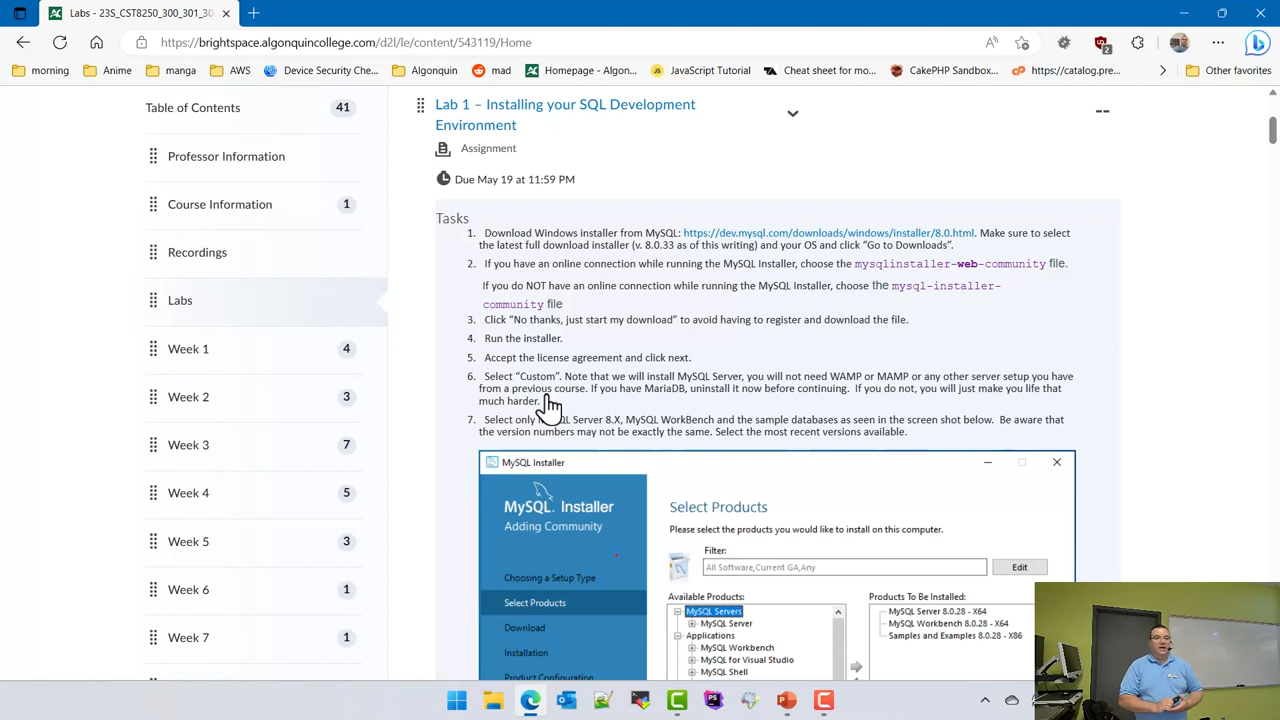 Labs - 23S_CST8250_300_301_30
https://brightspace.algonquincollege.com/d2l/le/content/543119/Home
2
morning
Anime
manga
AWS
Device Security Che...
Algonquin
mad
Homepage - Algon...
JavaScript Tutorial
Cheat sheet for mo...
CakePHP Sandbox...
https://catalog.pre...
Other favorites
Table of Contents 41
Professor Information
Course Information 1
Recordings
Labs
Week 1 4
Week 2 3
Week 3 7
Week 4 5
Week 5 3
Week 6 1
Week 7 1
Lab 1 – Installing your SQL Development
Environment
--
Assignment
Due May 19 at 11:59 PM
Tasks
1. Download Windows installer from MySQL: https://dev.mysql.com/downloads/windows/installer/8.0.html. Make sure to select
the latest full download installer (v. 8.0.33 as of this writing) and your OS and click “Go to Downloads”.
2. If you have an online connection while running the MySQL Installer, choose the mysqlinstaller-web-community file.
If you do NOT have an online connection while running the MySQL Installer, choose the mysql-installer-
community file
3. Click “No thanks, just start my download” to avoid having to register and download the file.
4. Run the installer.
5. Accept the license agreement and click next.
6. Select “Custom”. Note that we will install MySQL Server, you will not need WAMP or MAMP or any other server setup you have
from a previous course. If you have MariaDB, uninstall it now before continuing. If you do not, you will just make you life that
much harder.
7. Select only Server 8.X, MySQL WorkBench and the sample databases as seen in the screen shot below. Be aware that
the version numbers may not be exactly the same. Select the most recent versions available.
MySQL Installer
MySQL Installer
Adding Community
Choosing a Setup Type
Select Products
Download
Installation
Product Configuration
Select Products
Please select the products you would like to install on this computer.
Filter:
All Software,Current GA,Any
Edit
Available Products:
MySQL Servers
MySQL Server
Applications
MySQL Workbench
MySQL for Visual Studio
MySQL Shell
Products To Be Installed:
MySQL Server 8.0.28 - X64
MySQL Workbench 8.0.28 - X64
Samples and Examples 8.0.28 - X86